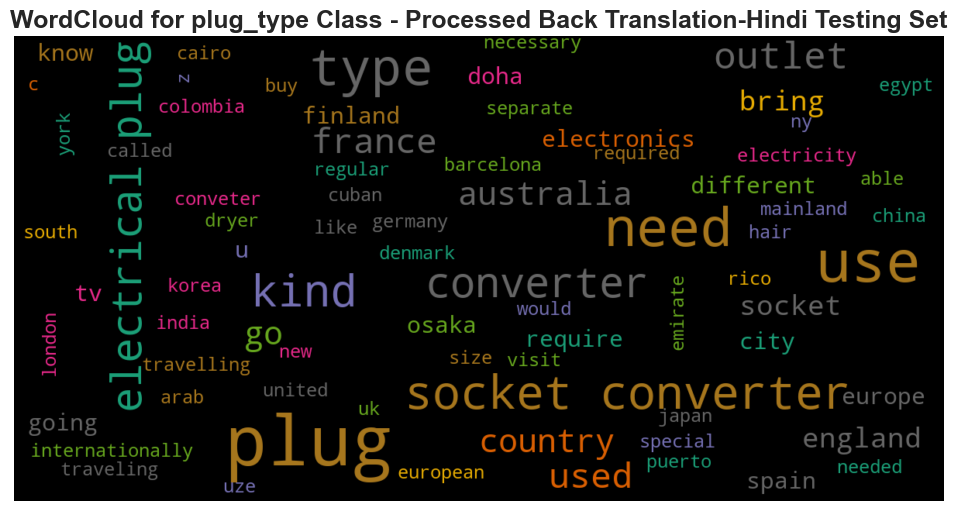 WordCloud for plug_type Class - Processed Back Translation-Hindi Testing Set
know
electrical plug
cairo
z
c
buy
type
necessary
doha
outlet
egypt
colombia
finland
separate
bring
ny
york
called
france
electronics
required
electricity
regular
barcelona
able
conveter
cuban
australia
different
mainland
china
dryer
like
germany
need
hair
south
u
denmark
use
tv
korea
kind
converter
rico
socket
emirate
would
london
india
go
osaka
require
city
new
size
visit
travelling
arab
united
uk
socket converter
europe
japan
going
plug
country
special
england
internationally
puerto
needed
traveling
european
used
spain
uze